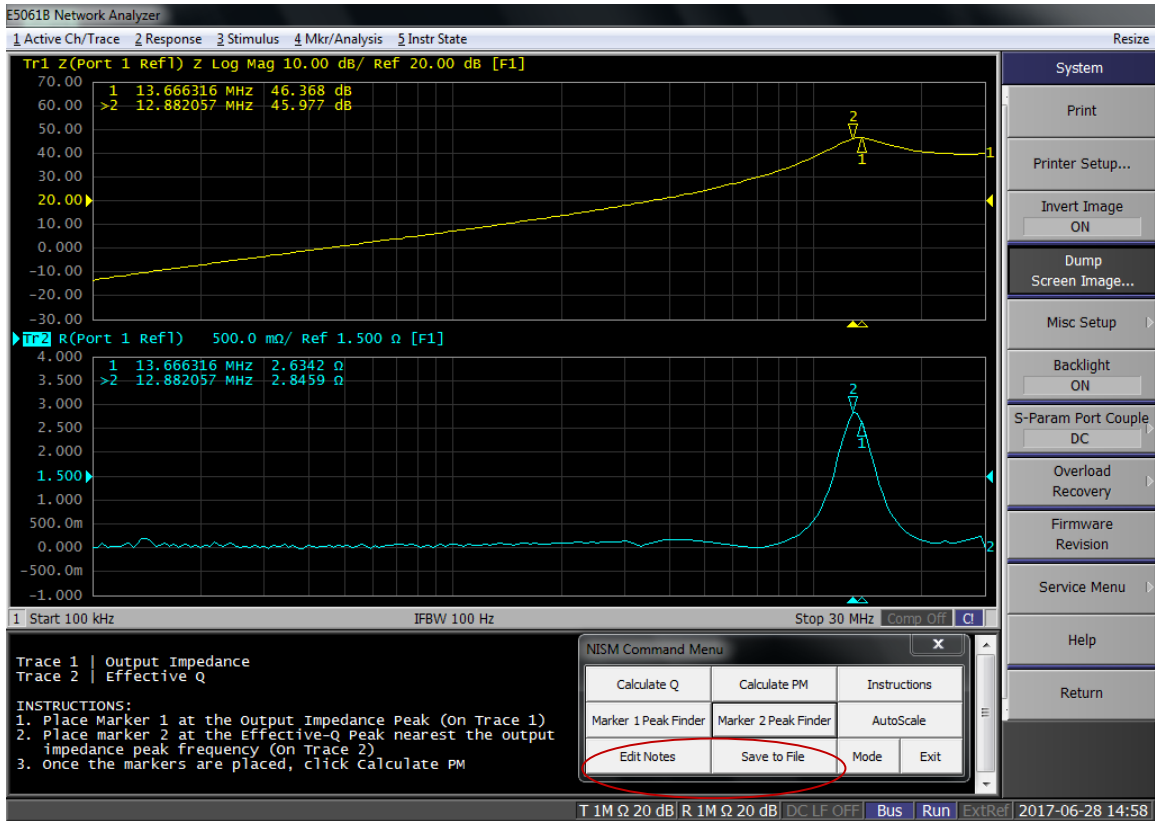 E5061B Network Analyzer
1 Active Ch/Trace 2 Response 3 Stimulus 4 Mkr/Analysis 5 Instr State Resize
Tr1 Z(Port 1 Refl) Z Log Mag 10.00 dB/ Ref 20.00 dB [F1]
70.00
1 13.666316 MHz 46.368 dB
60.00
>2 12.882057 MHz 45.977 dB
50.00
2
40.00
1
1
30.00
20.00
10.00
0.000
-10.00
-20.00
-30.00
Tr2 R(Port 1 Refl) 500.0 mΩ/ Ref 1.500 Ω [F1]
4.000
1 13.666316 MHz 2.6342 Ω
3.500
>2 12.882057 MHz 2.8459 Ω
2
3.000
2.500
1
2.000
1.500
1.000
500.0m
0.000
2
-500.0m
-1.000
1 Start 100 kHz IFBW 100 Hz Stop 30 MHz Comp Off C!
System
Print
Printer Setup...
Invert Image
ON
Dump
Screen Image...
Misc Setup
Backlight
ON
S-Param Port Couple
DC
Overload
Recovery
Firmware
Revision
Service Menu
Help
Return
Trace 1 | Output Impedance
Trace 2 | Effective Q
INSTRUCTIONS:
1. Place Marker 1 at the Output Impedance Peak (On Trace 1)
2. Place marker 2 at the Effective-Q Peak nearest the output
impedance peak frequency (On Trace 2)
3. Once the markers are placed, click Calculate PM
NISM Command Menu x
Calculate Q Calculate PM Instructions
Marker 1 Peak Finder Marker 2 Peak Finder AutoScale
Edit Notes Save to File Mode Exit
T 1M Ω 20 dB R 1M Ω 20 dB DC LF OFF Bus Run ExtRef 2017-06-28 14:58